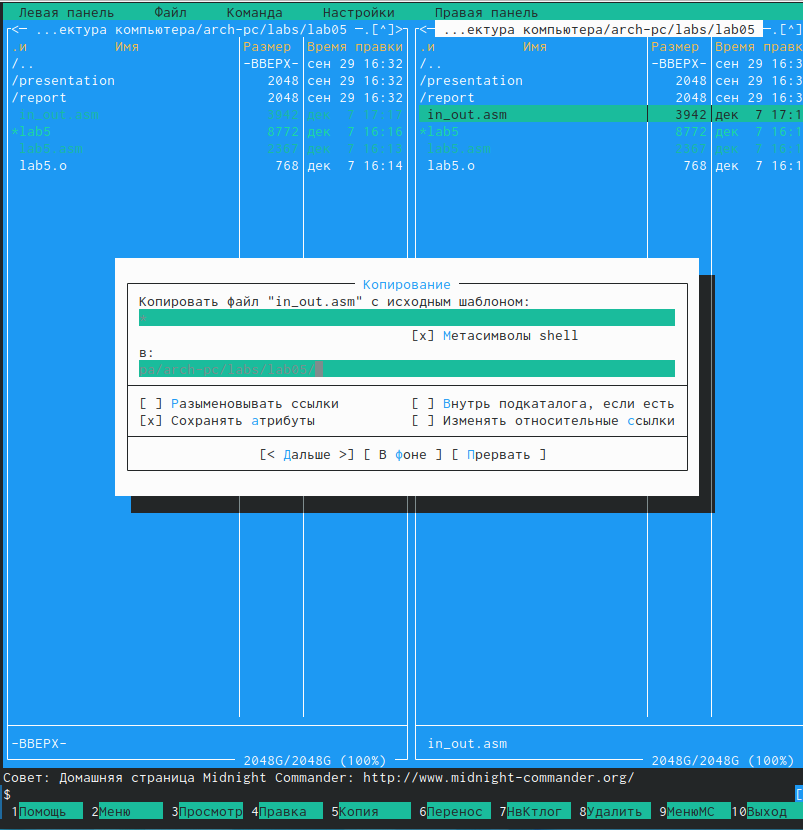 Левая панель Файл Команда Настройки Правая панель
<─ ...ектура компьютера/arch-pc/labs/lab05 ─.[^]>
.и Имя Размер Время правки
/.. -ВВЕРХ- сен 29 16:32
/presentation 2048 сен 29 16:32
/report 2048 сен 29 16:32
in_out.asm 3942 дек 7 17:17
*lab5 8772 дек 7 16:16
lab5.asm 2367 дек 7 16:13
lab5.o 768 дек 7 16:14
-ВВЕРХ-
2048G/2048G (100%)
<─ ...ектура компьютера/arch-pc/labs/lab05 ─.[^]
.и Имя Размер Время правк
/.. -ВВЕРХ- сен 29 16:3
/presentation 2048 сен 29 16:3
/report 2048 сен 29 16:3
in_out.asm 3942 дек 7 17:1
*lab5 8772 дек 7 16:1
lab5.asm 2367 дек 7 16:1
lab5.o 768 дек 7 16:1
in_out.asm
2048G/2048G (100%)
Копирование
Копировать файл "in_out.asm" с исходным шаблоном:
[x] Метасимволы shell
в:
ра/arch-pc/labs/lab05/
[ ] Разыменовывать ссылки [ ] Внутрь подкаталога, если есть
[x] Сохранять атрибуты [ ] Изменять относительные ссылки
[< Дальше >] [ В фоне ] [ Прервать ]
Совет: Домашняя страница Midnight Commander: http://www.midnight-commander.org/
$ [
1Помощь 2Меню 3Просмотр 4Правка 5Копия 6Перенос 7НвКтлог 8Удалить 9МенюМС 10Выход